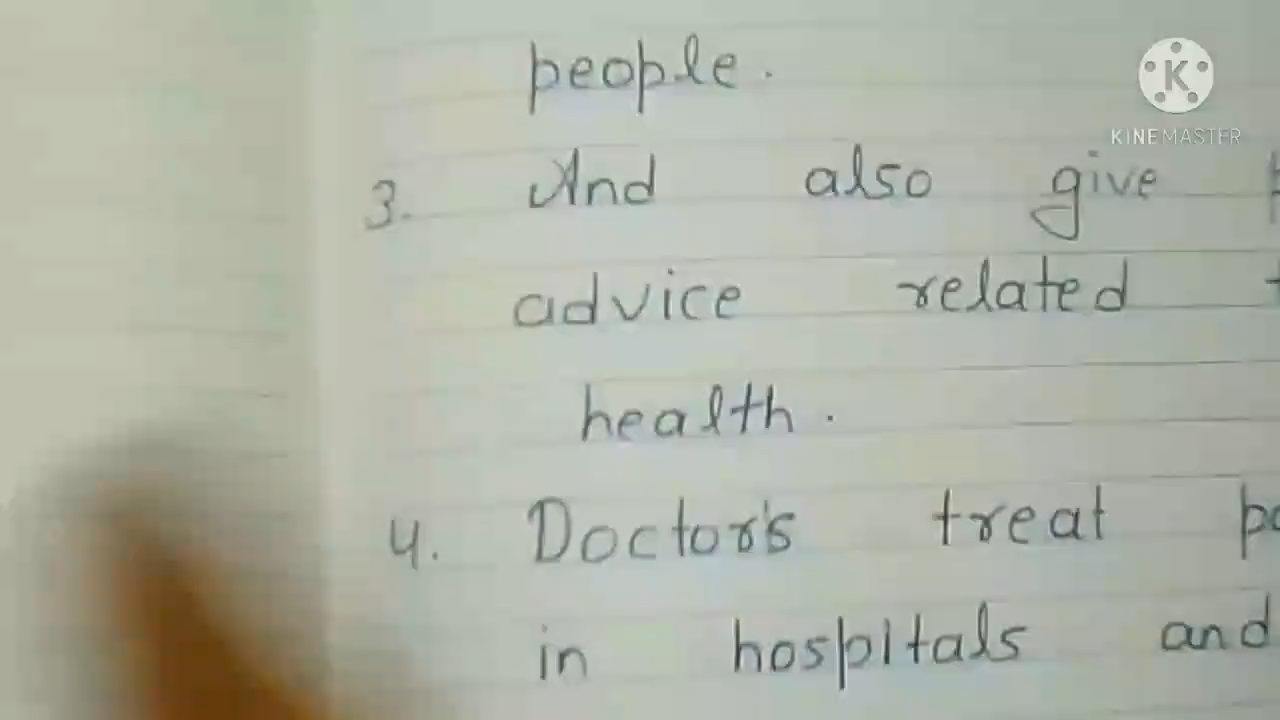 people.
3. And also give
advice related
health.
4. Doctor's treat
in hospitals and
K
KINEMASTER